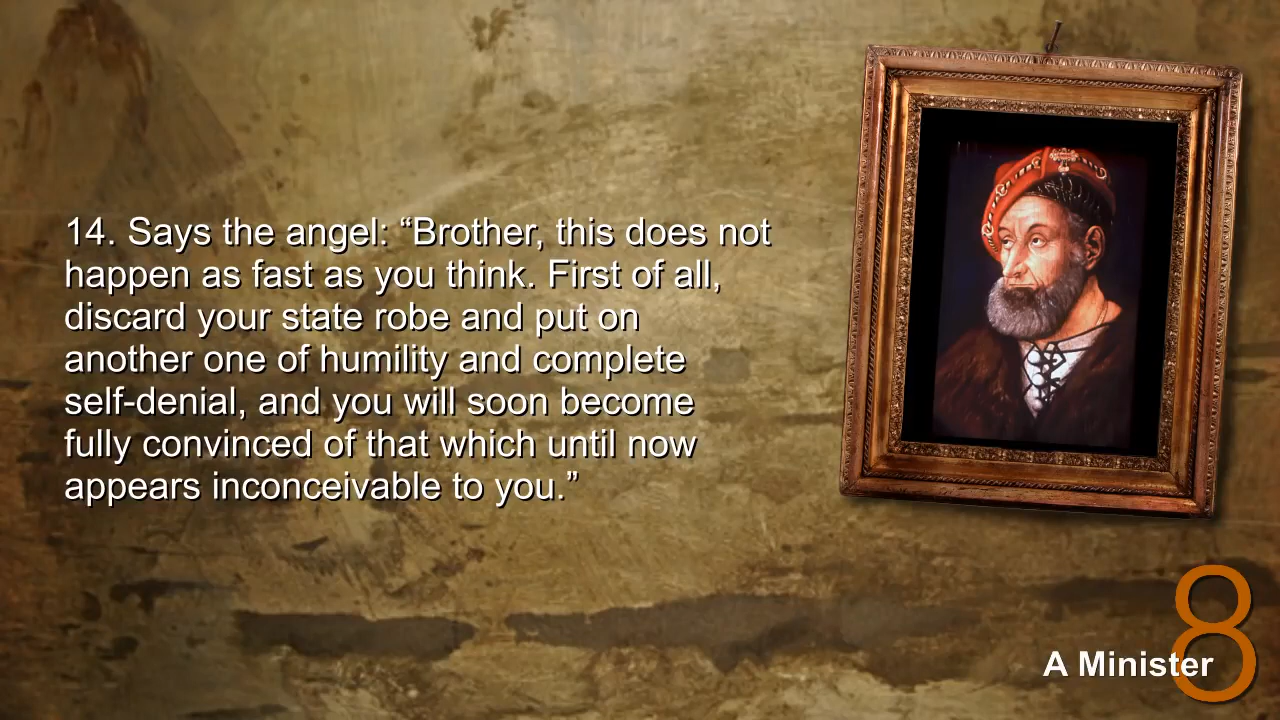 14. Says the angel: “Brother, this does not
happen as fast as you think. First of all,
discard your state robe and put on
another one of humility and complete
self-denial, and you will soon become
fully convinced of that which until now
appears inconceivable to you.”
8
A Minister